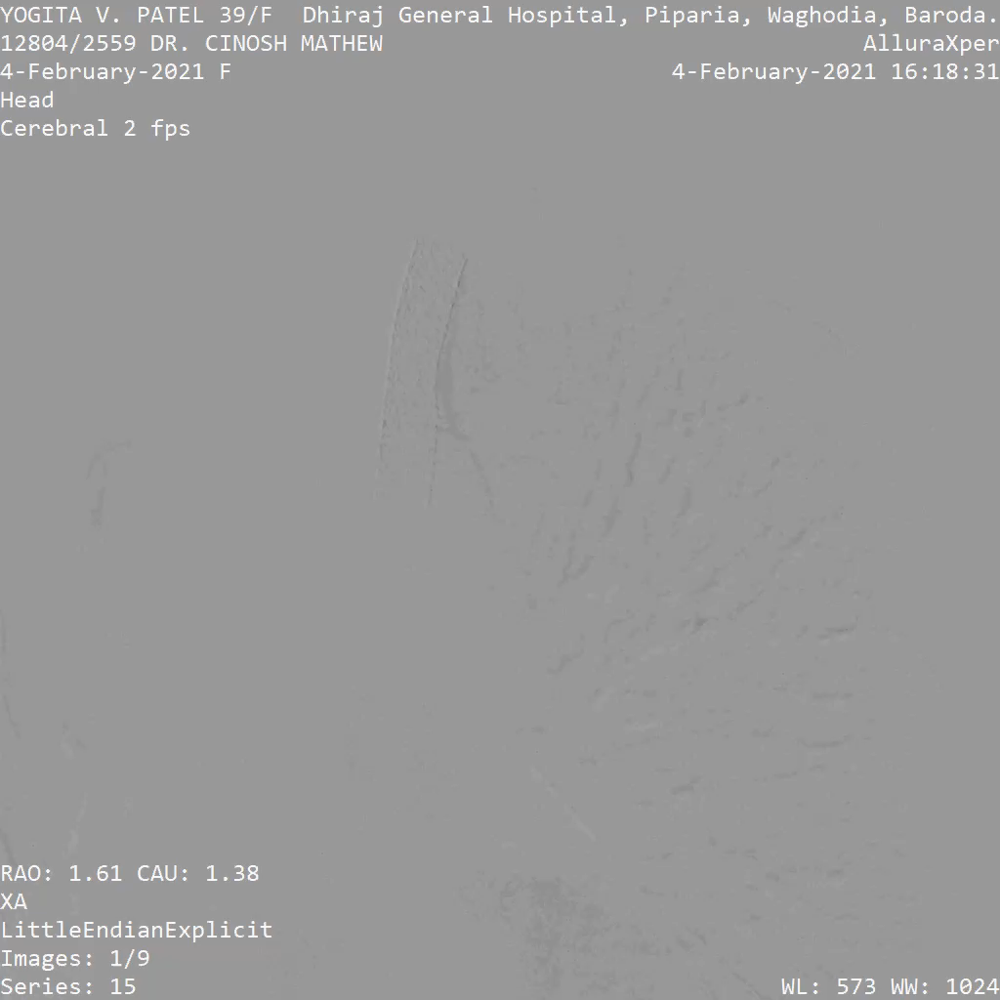 YOGITA V. PATEL 39/F
Dhiraj General Hospital, Piparia, Waghodia, Baroda.
12804/2559 DR. CINOSH MATHEW
AlluraXper
4-February-2021 F
4-February-2021 16:18:31
Head
Cerebral 2 fps
RAO: 1.61 CAU: 1.38
XA
LittleEndianExplicit
Images: 1/9
Series: 15
WL: 573 WW: 1024